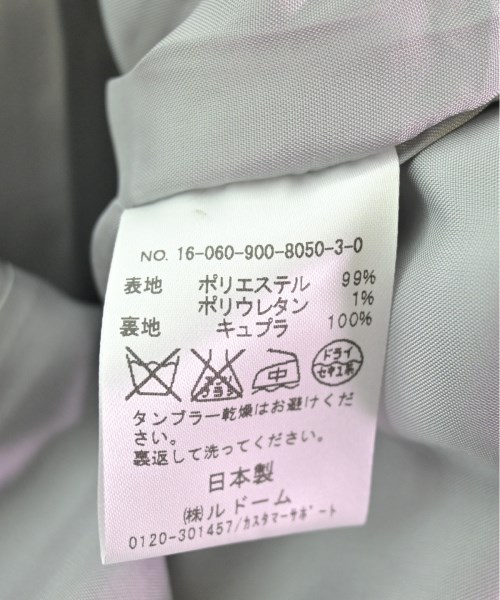 NO. 16-060-900-8050-3-0
表地 ポリエステル 99%
ポリウレタン 1%
裏地 キュプラ 100%
中 ドライ
セキユ系
タンブラー乾燥はお避けくだ
さい。
裏返して洗ってください。
日本製
㈱ルドーム
0120-301457/カスタマーサポート